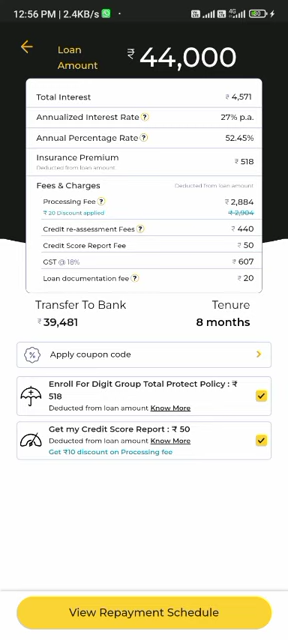 12:56 PM | 2.4KB/s
4G
Loan Amount
₹ 44,000
Total Interest ₹ 4,571
Annualized Interest Rate ? 27% p.a.
Annual Percentage Rate ? 52.45%
Insurance Premium ₹ 518
Deducted from loan amount
Fees & Charges Deducted from loan amount
Processing Fee ? ₹ 2,884
₹ 20 Discount applied ₹ 2,904
Credit re-assessment Fees ? ₹ 440
Credit Score Report Fee ₹ 50
GST @ 18% ₹ 607
Loan documentation fee ? ₹ 20
Transfer To Bank Tenure
₹ 39,481 8 months
Apply coupon code
Enroll For Digit Group Total Protect Policy : ₹
518
Deducted from loan amount Know More
Get my Credit Score Report : ₹ 50
Deducted from loan amount Know More
Get ₹10 discount on Processing fee
View Repayment Schedule